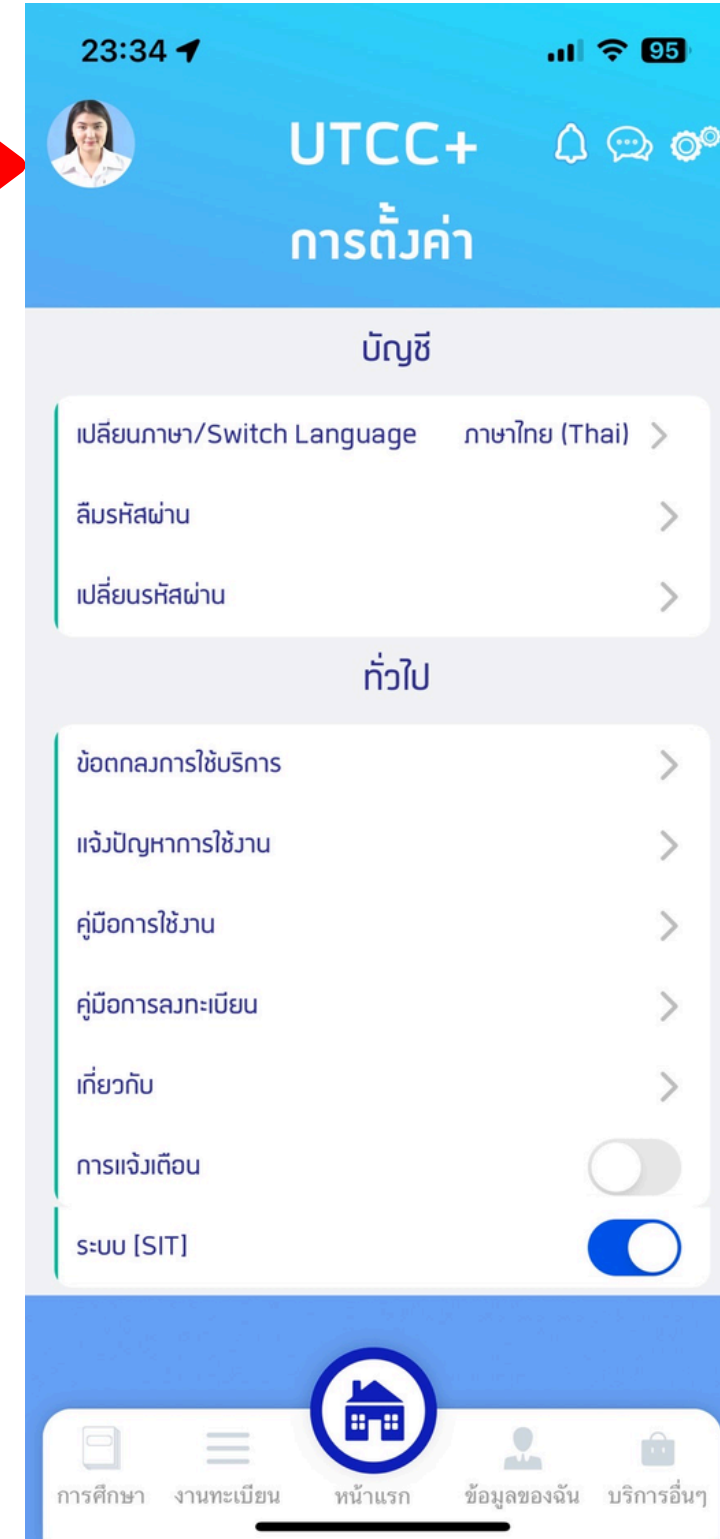 23:34
95
UTCC+
การตั้งค่า
บัญชี
เปลี่ยนภาษา/Switch Language ภาษาไทย (Thai)
ลืมรหัสผ่าน
เปลี่ยนรหัสผ่าน
ทั่วไป
ข้อตกลงการใช้บริการ
แจ้งปัญหาการใช้งาน
คู่มือการใช้งาน
คู่มือการลงทะเบียน
เกี่ยวกับ
การแจ้งเตือน
ระบบ [SIT]
การศึกษา งานทะเบียน หน้าแรก ข้อมูลของฉัน บริการอื่นๆ